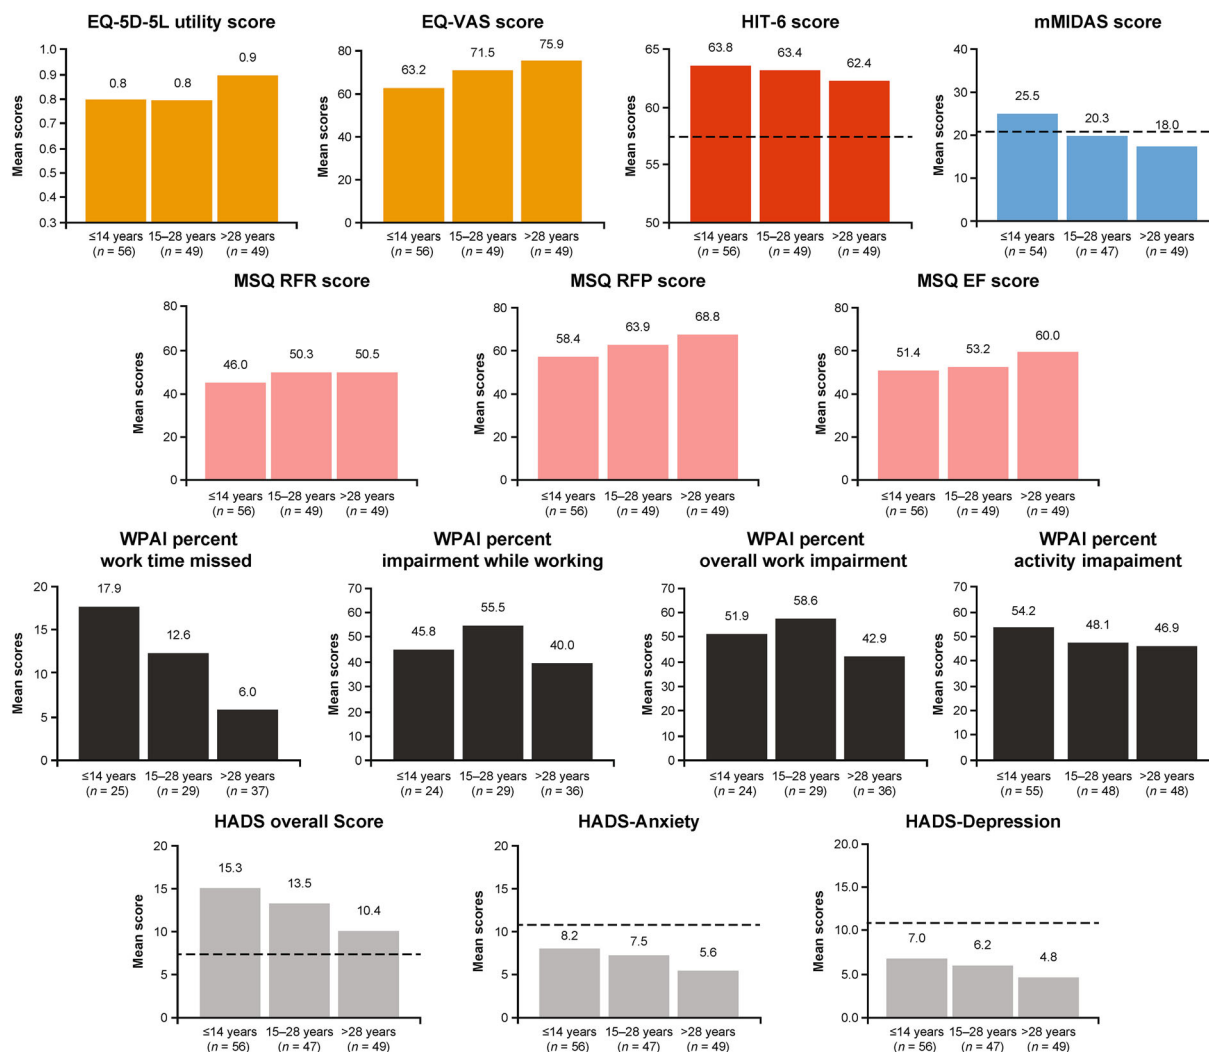 EQ-5D-5L utility score
Mean scores
1.0
0.9
0.8
0.7
0.6
0.5
0.4
0.3
0.8
0.8
0.9
≤14 years 15–28 years >28 years
(n = 56) (n = 49) (n = 49)
EQ-VAS score
Mean scores
80
60
40
20
0
63.2
71.5
75.9
≤14 years 15–28 years >28 years
(n = 56) (n = 49) (n = 49)
HIT-6 score
Mean scores
65
60
55
50
63.8
63.4
62.4
≤14 years 15–28 years >28 years
(n = 56) (n = 49) (n = 49)
mMIDAS score
Mean scores
40
30
20
10
0
25.5
20.3
18.0
≤14 years 15–28 years >28 years
(n = 54) (n = 47) (n = 49)
MSQ RFR score
Mean scores
80
60
40
20
0
46.0
50.3
50.5
≤14 years 15–28 years >28 years
(n = 56) (n = 49) (n = 49)
MSQ RFP score
Mean scores
80
60
40
20
0
58.4
63.9
68.8
≤14 years 15–28 years >28 years
(n = 56) (n = 49) (n = 49)
MSQ EF score
Mean scores
80
60
40
20
0
51.4
53.2
60.0
≤14 years 15–28 years >28 years
(n = 56) (n = 49) (n = 49)
WPAI percent
work time missed
Mean scores
20
15
10
5
0
17.9
12.6
6.0
≤14 years 15–28 years >28 years
(n = 25) (n = 29) (n = 37)
WPAI percent
impairment while working
Mean scores
70
60
50
40
70
30
20
10
0
45.8
55.5
40.0
≤14 years 15–28 years >28 years
(n = 24) (n = 29) (n = 36)
WPAI percent
overall work impairment
Mean scores
70
60
50
40
70
30
20
10
0
51.9
58.6
42.9
≤14 years 15–28 years >28 years
(n = 24) (n = 29) (n = 36)
WPAI percent
activity imapaiment
Mean scores
70
60
50
40
70
30
20
10
0
54.2
48.1
46.9
≤14 years 15–28 years >28 years
(n = 55) (n = 48) (n = 48)
HADS overall Score
Mean score
20
15
10
5
0
15.3
13.5
10.4
≤14 years 15–28 years >28 years
(n = 56) (n = 47) (n = 49)
HADS-Anxiety
Mean scores
20
15
10
5
0
8.2
7.5
5.6
≤14 years 15–28 years >28 years
(n = 56) (n = 47) (n = 49)
HADS-Depression
Mean scores
20.0
15.0
10.0
5.0
0.0
7.0
6.2
4.8
≤14 years 15–28 years >28 years
(n = 56) (n = 47) (n = 49)